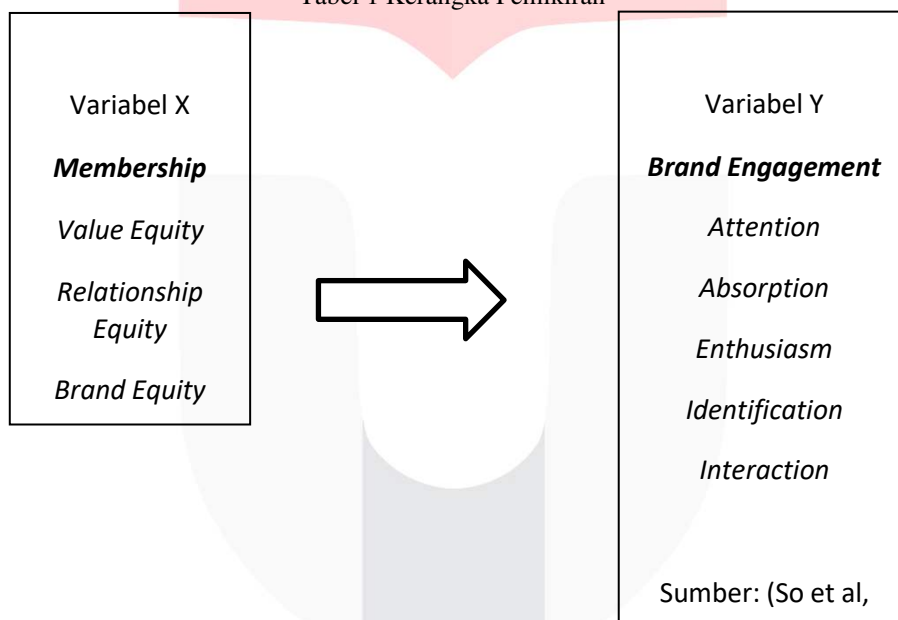 Tabel 1 Kerangka Pemikiran
Variabel X
Membership
Value Equity
Relationship
Equity
Brand Equity
Variabel Y
Brand Engagement
Attention
Absorption
Enthusiasm
Identification
Interaction
Sumber: (So et al,